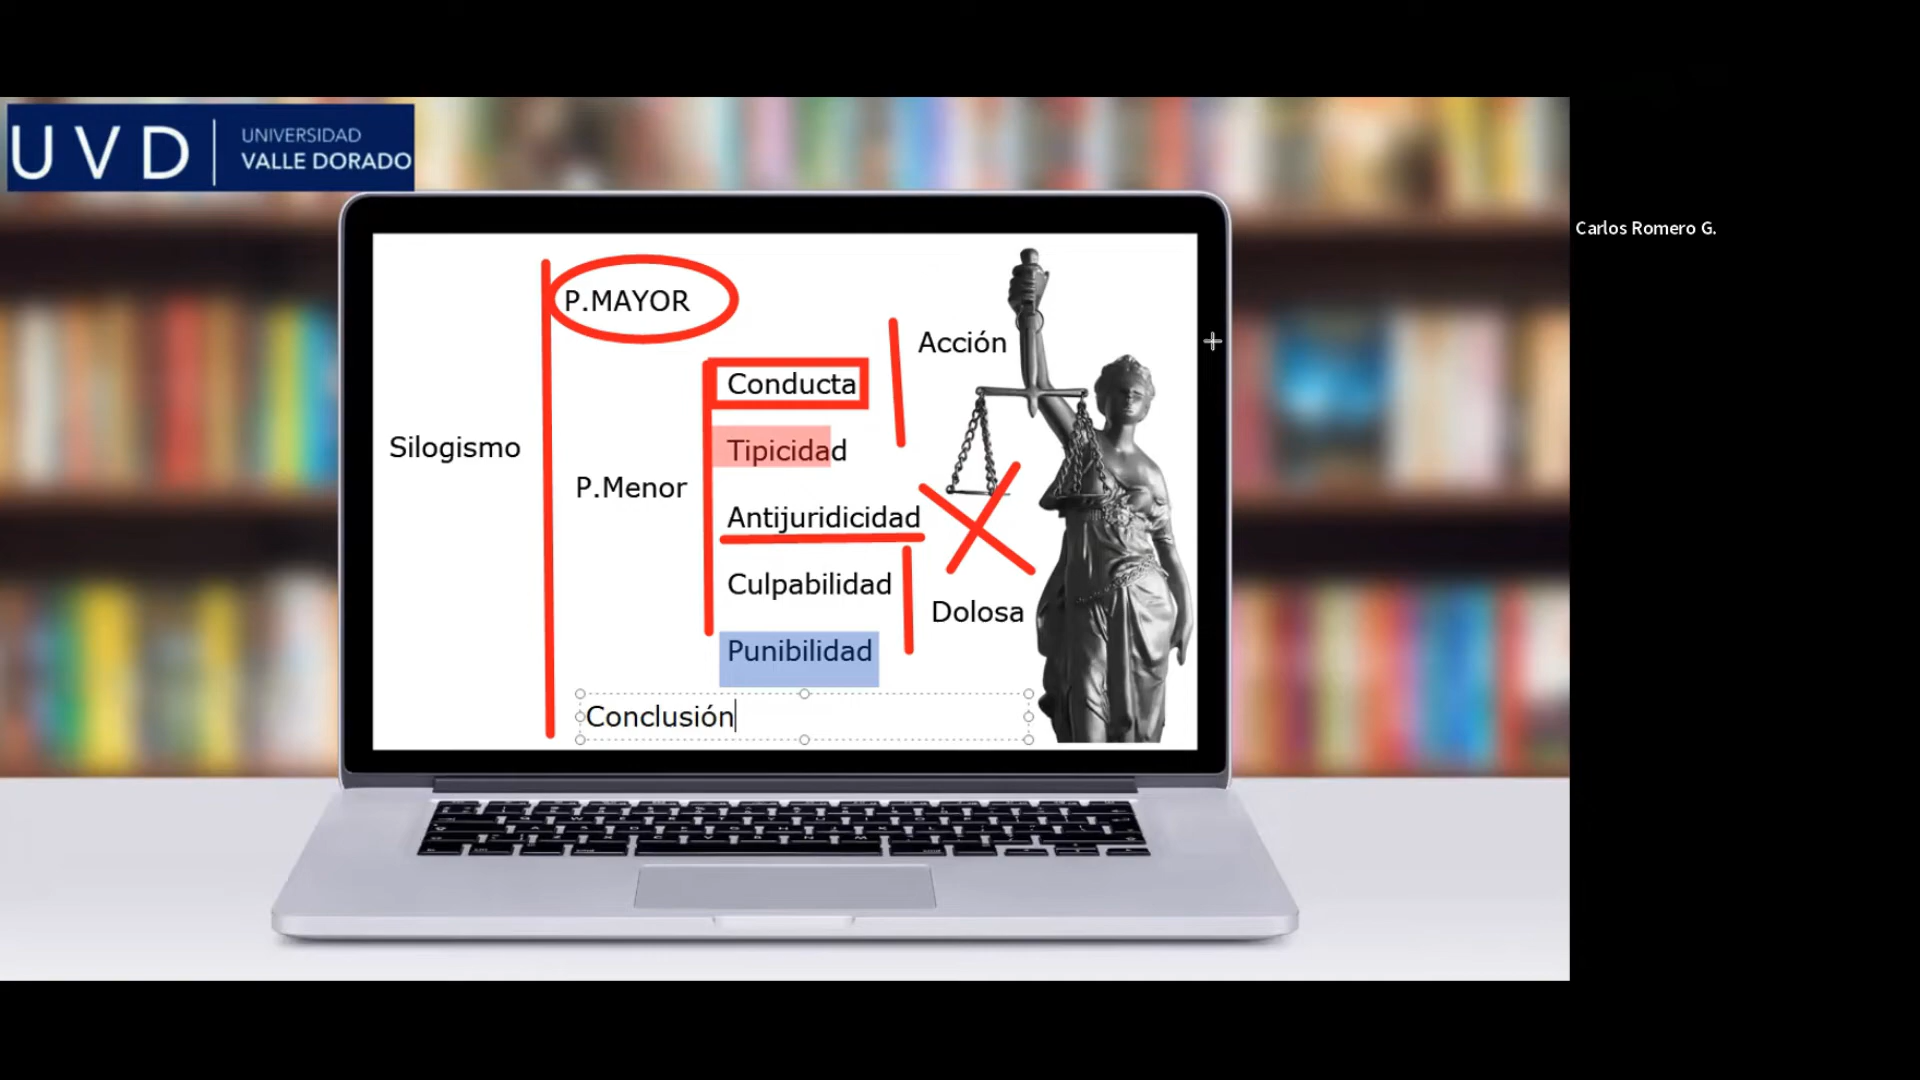 UVD
UNIVERSIDAD
VALLE DORADO
Carlos Romero G.
P.MAYOR
Acción
Conducta
Silogismo
Tipicidad
P.Menor
Antijuridicidad
Culpabilidad
Dolosa
Punibilidad
Conclusión